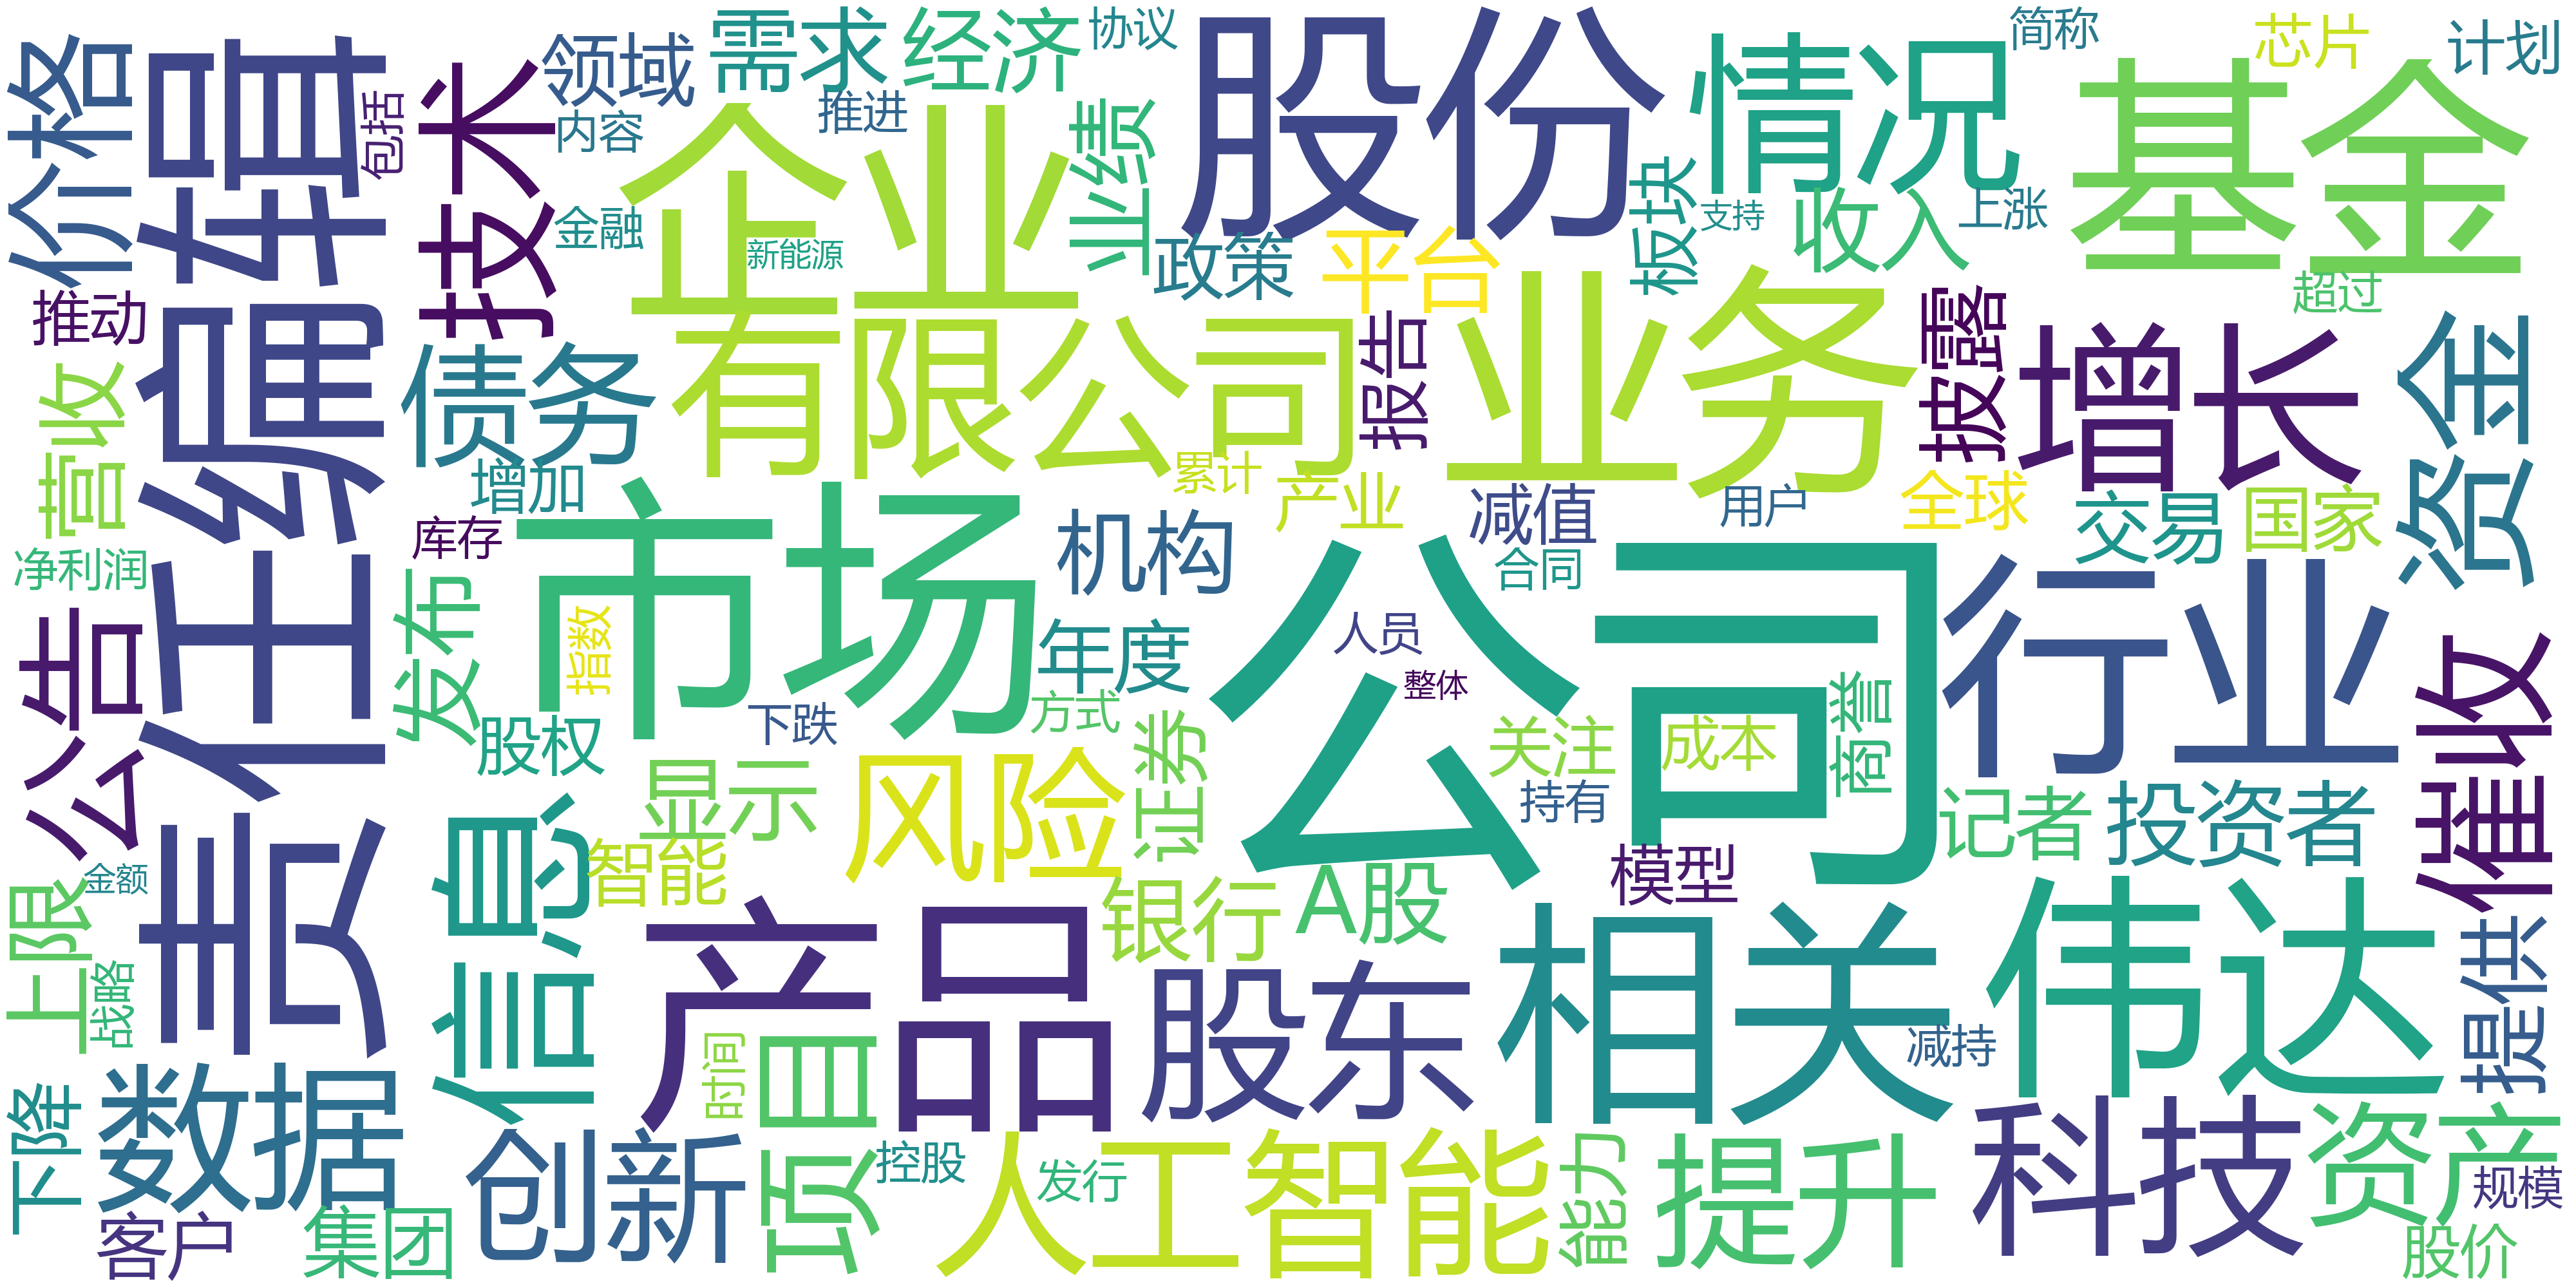 价格
责任编辑
包括
技术
领域
需求
经济
协议
股份
情况
简称
芯片
计划
基金
内容
推进
企业
业绩
金融
新能源
政策
平台
板块
支持
收入
上涨
超过
推动
营收
债务
有限公司
报告
业务
披露
增长
资金
增加
累计
产业
减值
用户
全球
交易
国家
库存
净利润
市场
机构
合同
公司
行业
公告
发布
指数
年度
人员
整体
催收
股权
下跌
方式
证券
关注
成本
商誉
持有
记者
投资者
信息
显示
智能
风险
银行
A股
模型
相关
伟达
提供
上限
金额
战略
产品
股东
减持
下降
数据
时间
项目
创新
控股
发行
人工智能
能力
提升
科技
资产
规模
客户
集团
股价